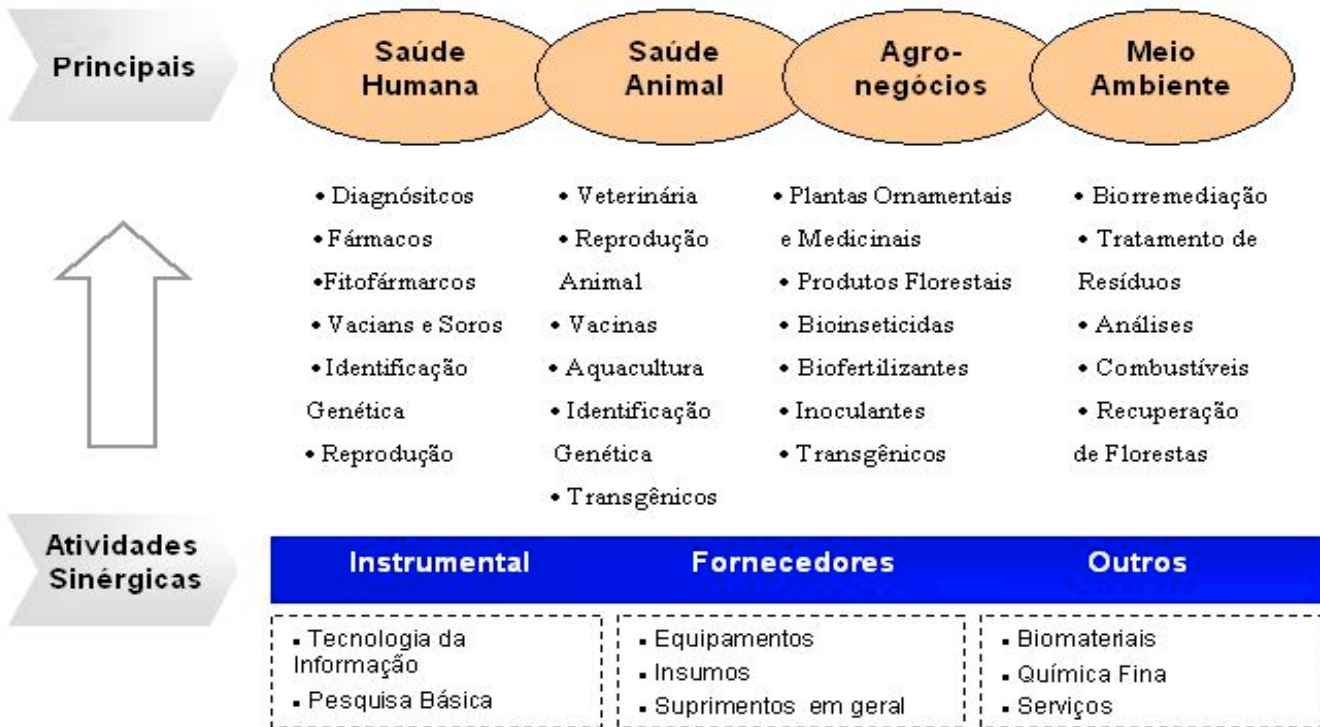 Principais
Saúde
Humana
Saúde
Animal
Agro-
negócios
Meio
Ambiente
• Diagnósitcos
• Fármacos
•Fitofármarcos
• Vacians e Soros
•Identificação
Genética
• Reprodução
• Veterinária
• Reprodução
Animal
• Vacinas
• Aquacultura
• Identificação
Genética
• Transgênicos
• Plantas Ornamentais
e Medicinais
• Produtos Florestais
• Bioinseticidas
• Biofertilizantes
• Inoculantes
• Transgênicos
• Biorremediação
• Tratamento de
Resíduos
• Análises
• Combustíveis
• Recuperação
de Florestas
Atividades
Sinérgicas
Instrumental
Fornecedores
Outros
▪ Tecnologia da
Informação
▪ Pesquisa Básica
▪ Equipamentos
▪ Insumos
▪ Suprimentos em geral
▪ Biomateriais
▪ Química Fina
▪ Serviços